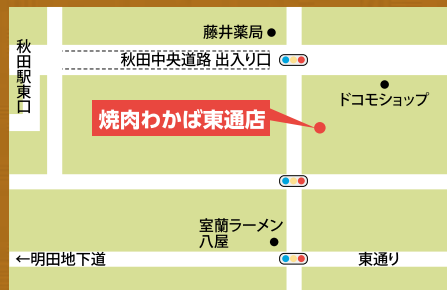 藤井薬局
秋田中央道路 出入り口
秋田駅東口
ドコモショップ
焼肉わかば東通店
室蘭ラーメン
八屋
←明田地下道
東通り